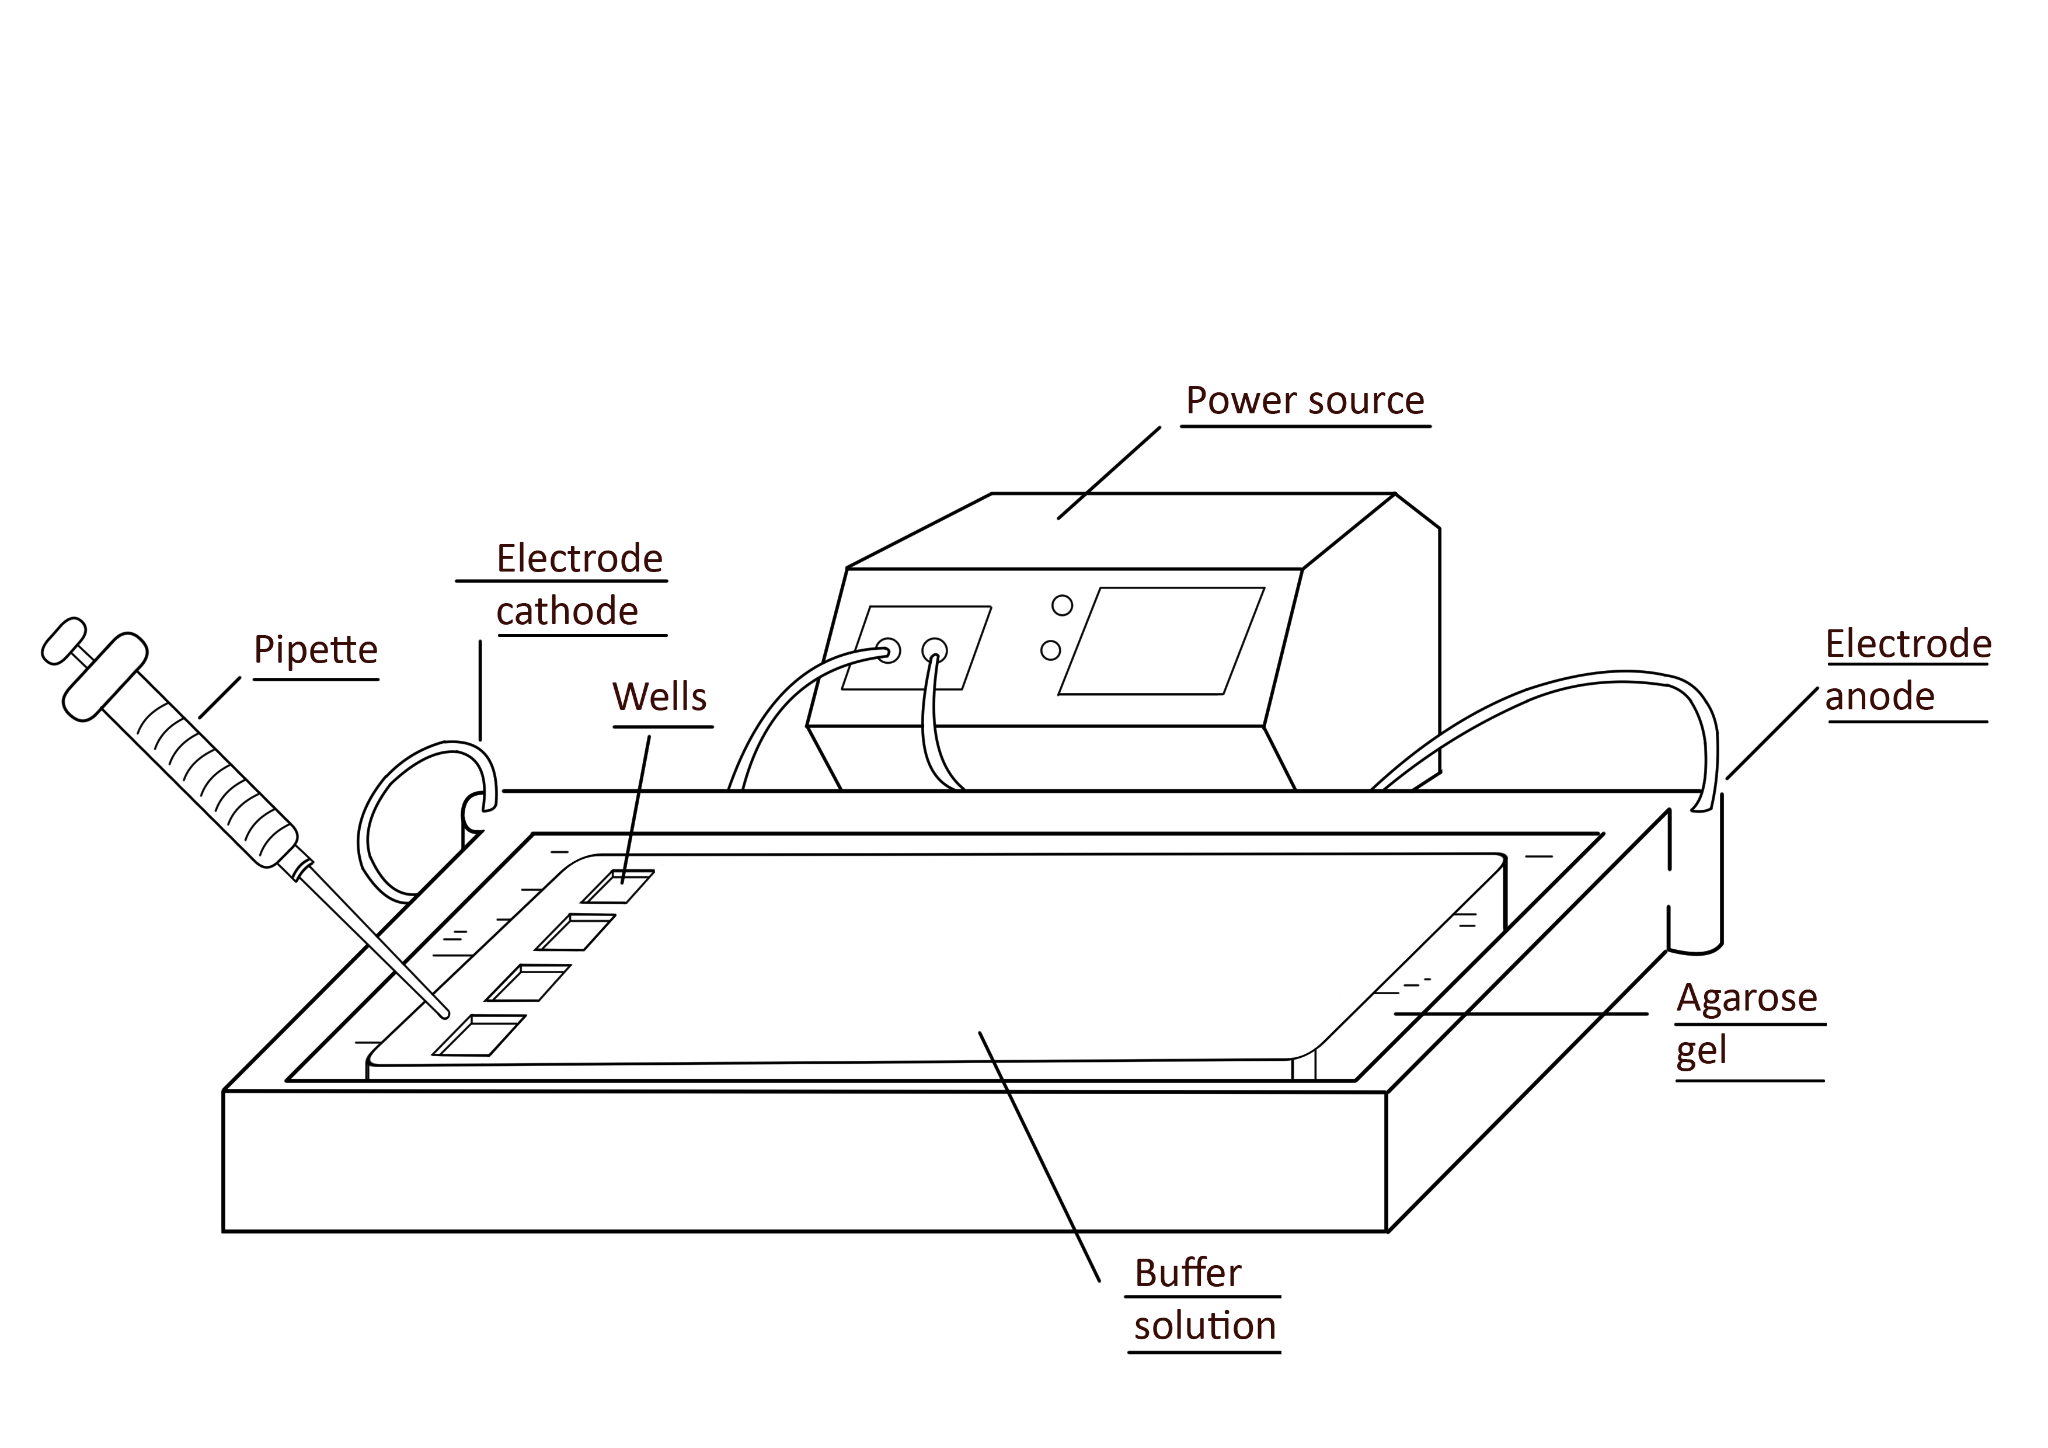 Power source
Electrode
cathode
Pipette
Wells
Electrode
anode
Agarose
gel
Buffer
solution